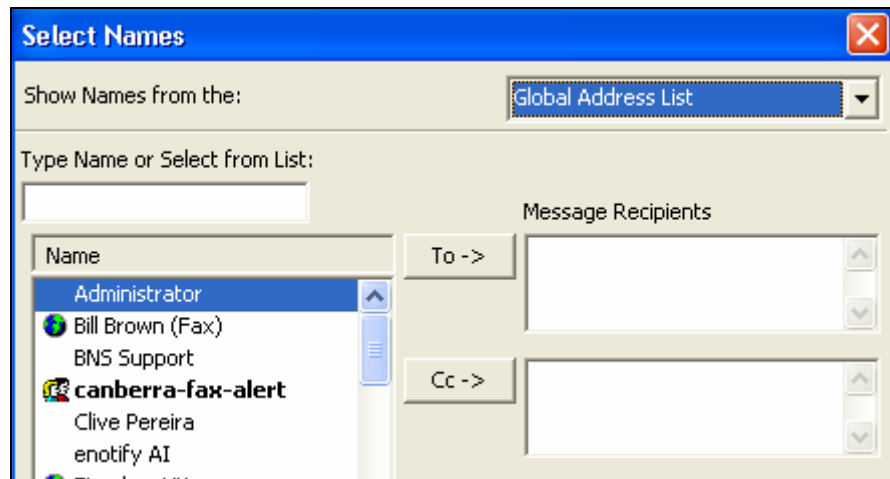 Select Names
Show Names from the:
Global Address List
Type Name or Select from List:
Message Recipients
Name
To ->
Administrator
Bill Brown (Fax)
BNS Support
canberra-fax-alert
Cc ->
Clive Pereira
enotify AI